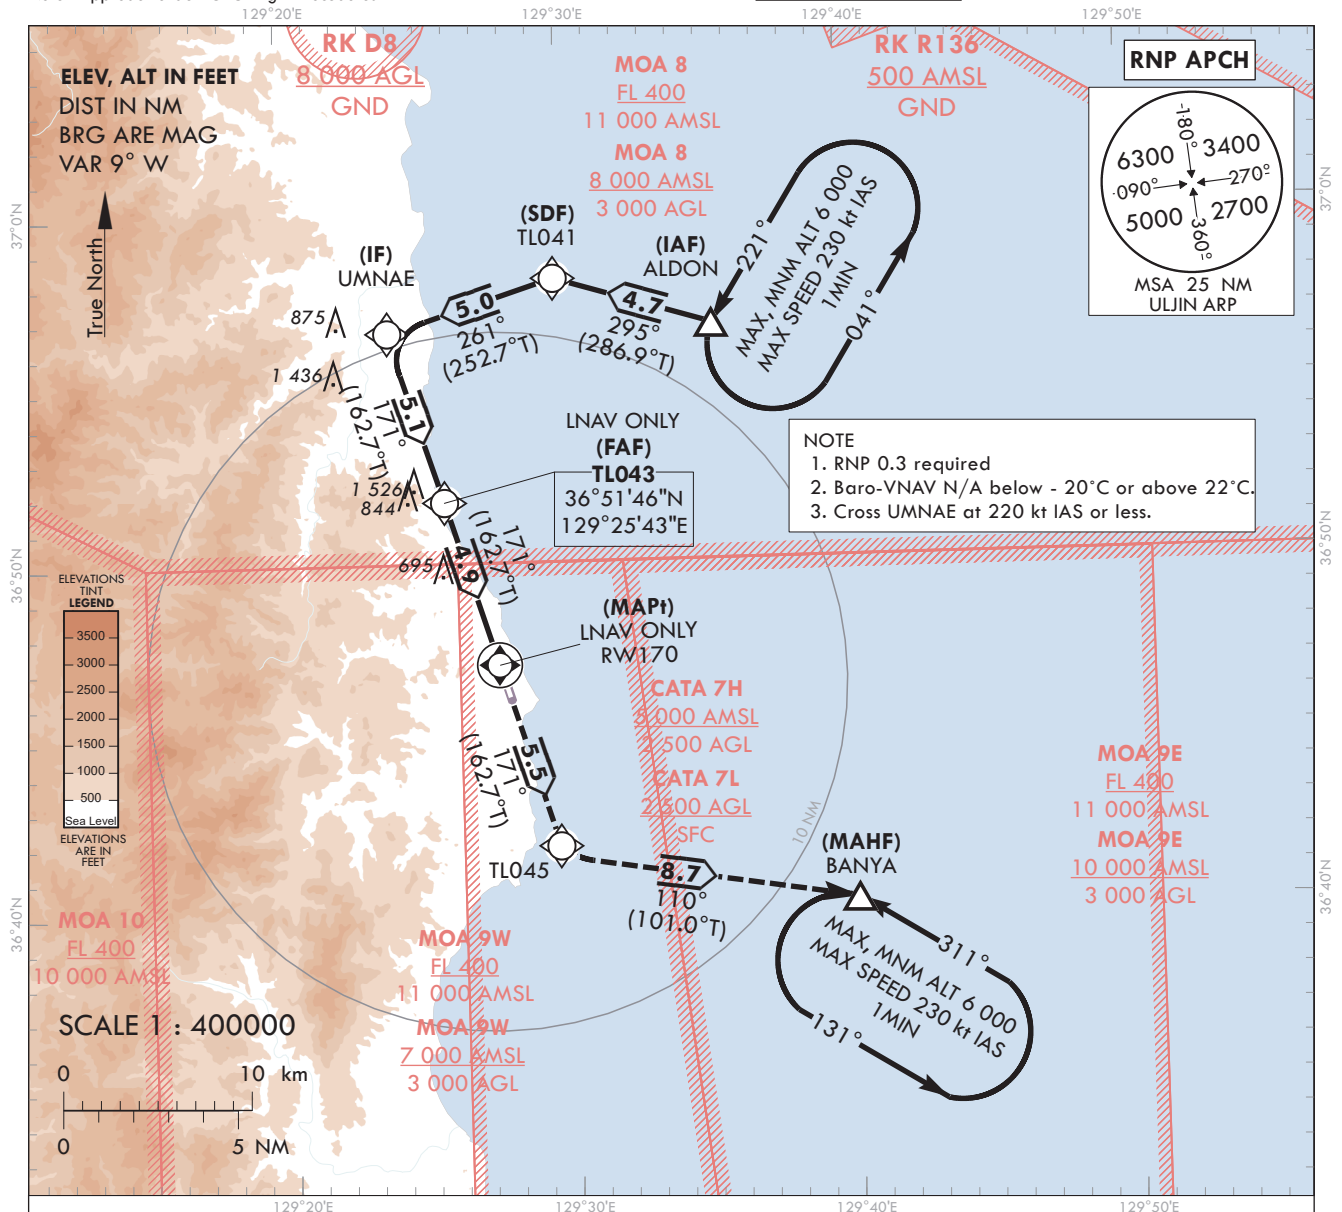 129°20'E
129°30'E
129°40'E
129°50'E
RK D8
8 000 AGL
GND
RK R136
500 AMSL
GND
RNP APCH
ELEV, ALT IN FEET
DIST IN NM
BRG ARE MAG
VAR 9° W
True North
MOA 8
FL 400
11 000 AMSL
MOA 8
8 000 AMSL
3 000 AGL
180°
6300
3400
090°
270°
5000
2700
360°
MSA 25 NM
ULJIN ARP
37°0'N
37°0'N
(SDF)
TL041
(IAF)
ALDON
(IF)
UMNAE
221°
MAX, MNM ALT 6 000
MAX SPEED 230 kt IAS
1MIN
041°
5.0
261°
(252.7°T)
4.7
295°
(286.9°T)
875
1 436
5.1
171°
(162.7°T)
1 526
844
LNAV ONLY
(FAF)
TL043
36°51'46"N
129°25'43"E
NOTE
1. RNP 0.3 required
2. Baro-VNAV N/A below - 20°C or above 22°C.
3. Cross UMNAE at 220 kt IAS or less.
36°50'N
36°50'N
695
4.9
171°
(162.7°T)
ELEVATIONS
TINT
LEGEND
3500
3000
2500
2000
1500
1000
500
Sea Level
ELEVATIONS
ARE IN
FEET
(MAPt)
LNAV ONLY
RW170
CATA 7H
5 000 AMSL
2 500 AGL
CATA 7L
2 500 AGL
SFC
5.5
171°
(162.7°T)
10 NM
MOA 9E
FL 400
11 000 AMSL
MOA 9E
10 000 AMSL
3 000 AGL
TL045
8.7
110°
(101.0°T)
(MAHF)
BANYA
311°
MAX, MNM ALT 6 000
MAX SPEED 230 kt IAS
1MIN
131°
36°40'N
36°40'N
MOA 10
FL 400
10 000 AMSL
MOA 9W
FL 400
11 000 AMSL
MOA 9W
7 000 AMSL
3 000 AGL
SCALE 1 : 400000
0 10 km
0 5 NM
129°20'E
129°30'E
129°40'E
129°50'E